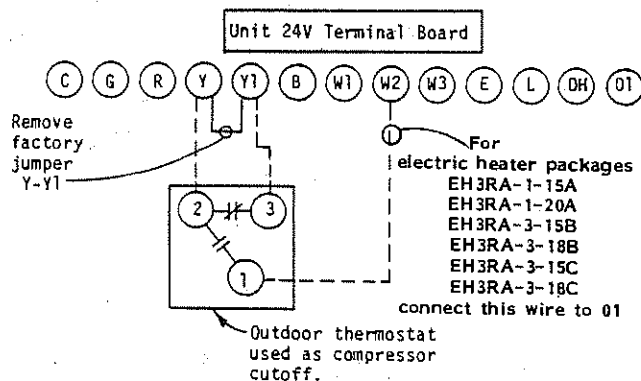 Unit 24V Terminal Board
C G R Y Y1 B W1 W2 W3 E L OH O1
Remove
factory
jumper
Y-Y1
For
electric heater packages
EH3RA-1-15A
EH3RA-1-20A
EH3RA-3-15B
EH3RA-3-18B
EH3RA-3-15C
EH3RA-3-18C
connect this wire to 01
2 3
1
Outdoor thermostat
used as compressor
cutoff.